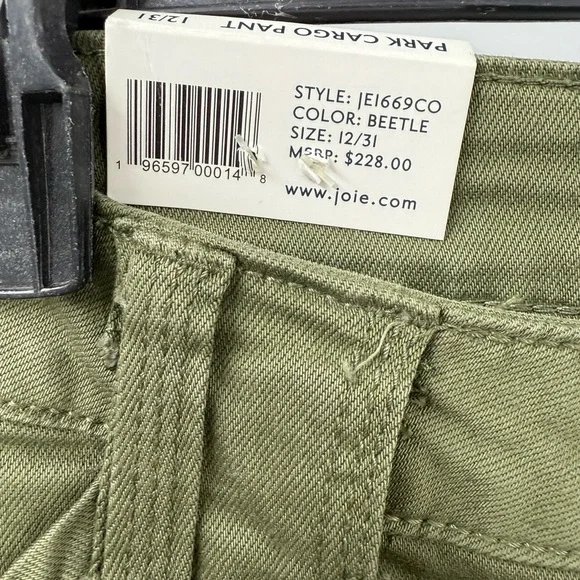 PARK CARGO PANT
12/31
STYLE: JE1669CO
COLOR: BEETLE
SIZE: 12/31
MSRP: $228.00
1 96597 00014 8
www.joie.com